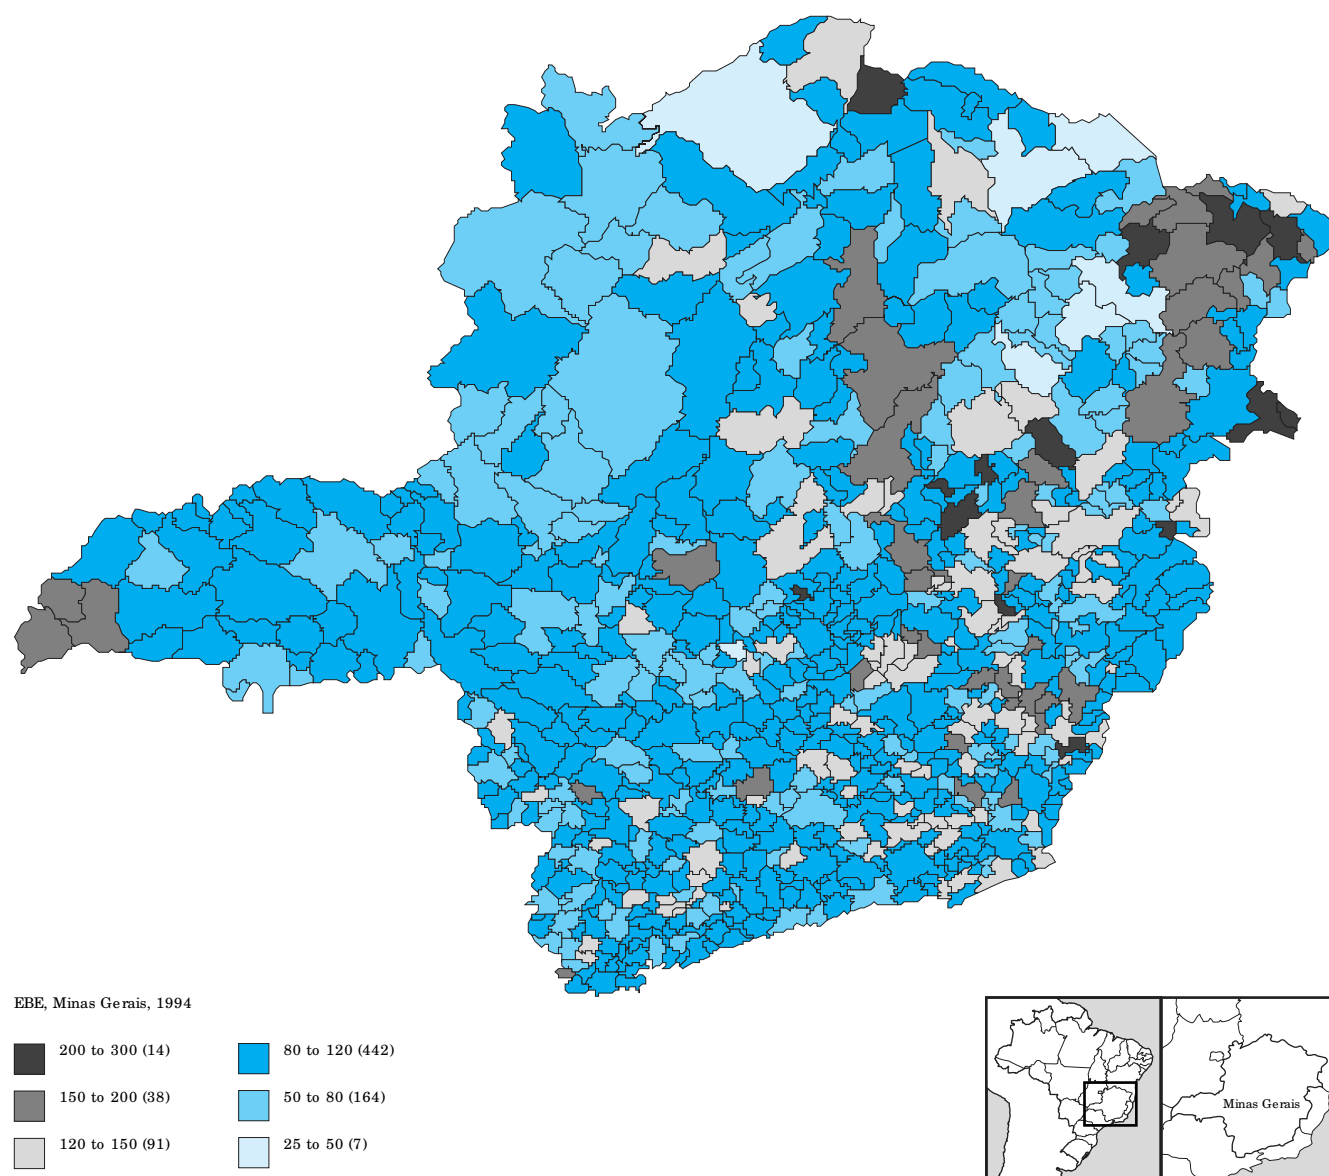 EBE, Minas Gerais, 1994
200 to 300 (14)
150 to 200 (38)
120 to 150 (91)
80 to 120 (442)
50 to 80 (164)
25 to 50 (7)
Minas Gerais